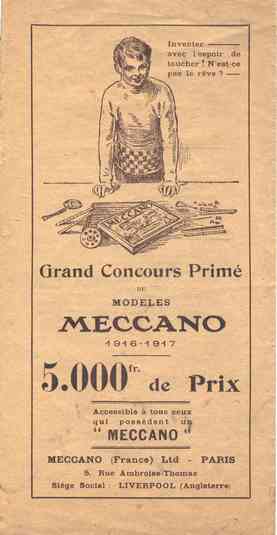 Inventer
avec l'espoir de
toucher ! N'est-ce
pas le rêve ? —
MECCANO
Grand Concours Primé
DE
MODELES
MECCANO
1916-1917
5.000 fr. de Prix
Accessible à tous ceux
qui possèdent un
" MECCANO "
MECCANO (France) Ltd - PARIS
5, Rue Ambroise-Thomas
Siège Social : LIVERPOOL (Angleterre)